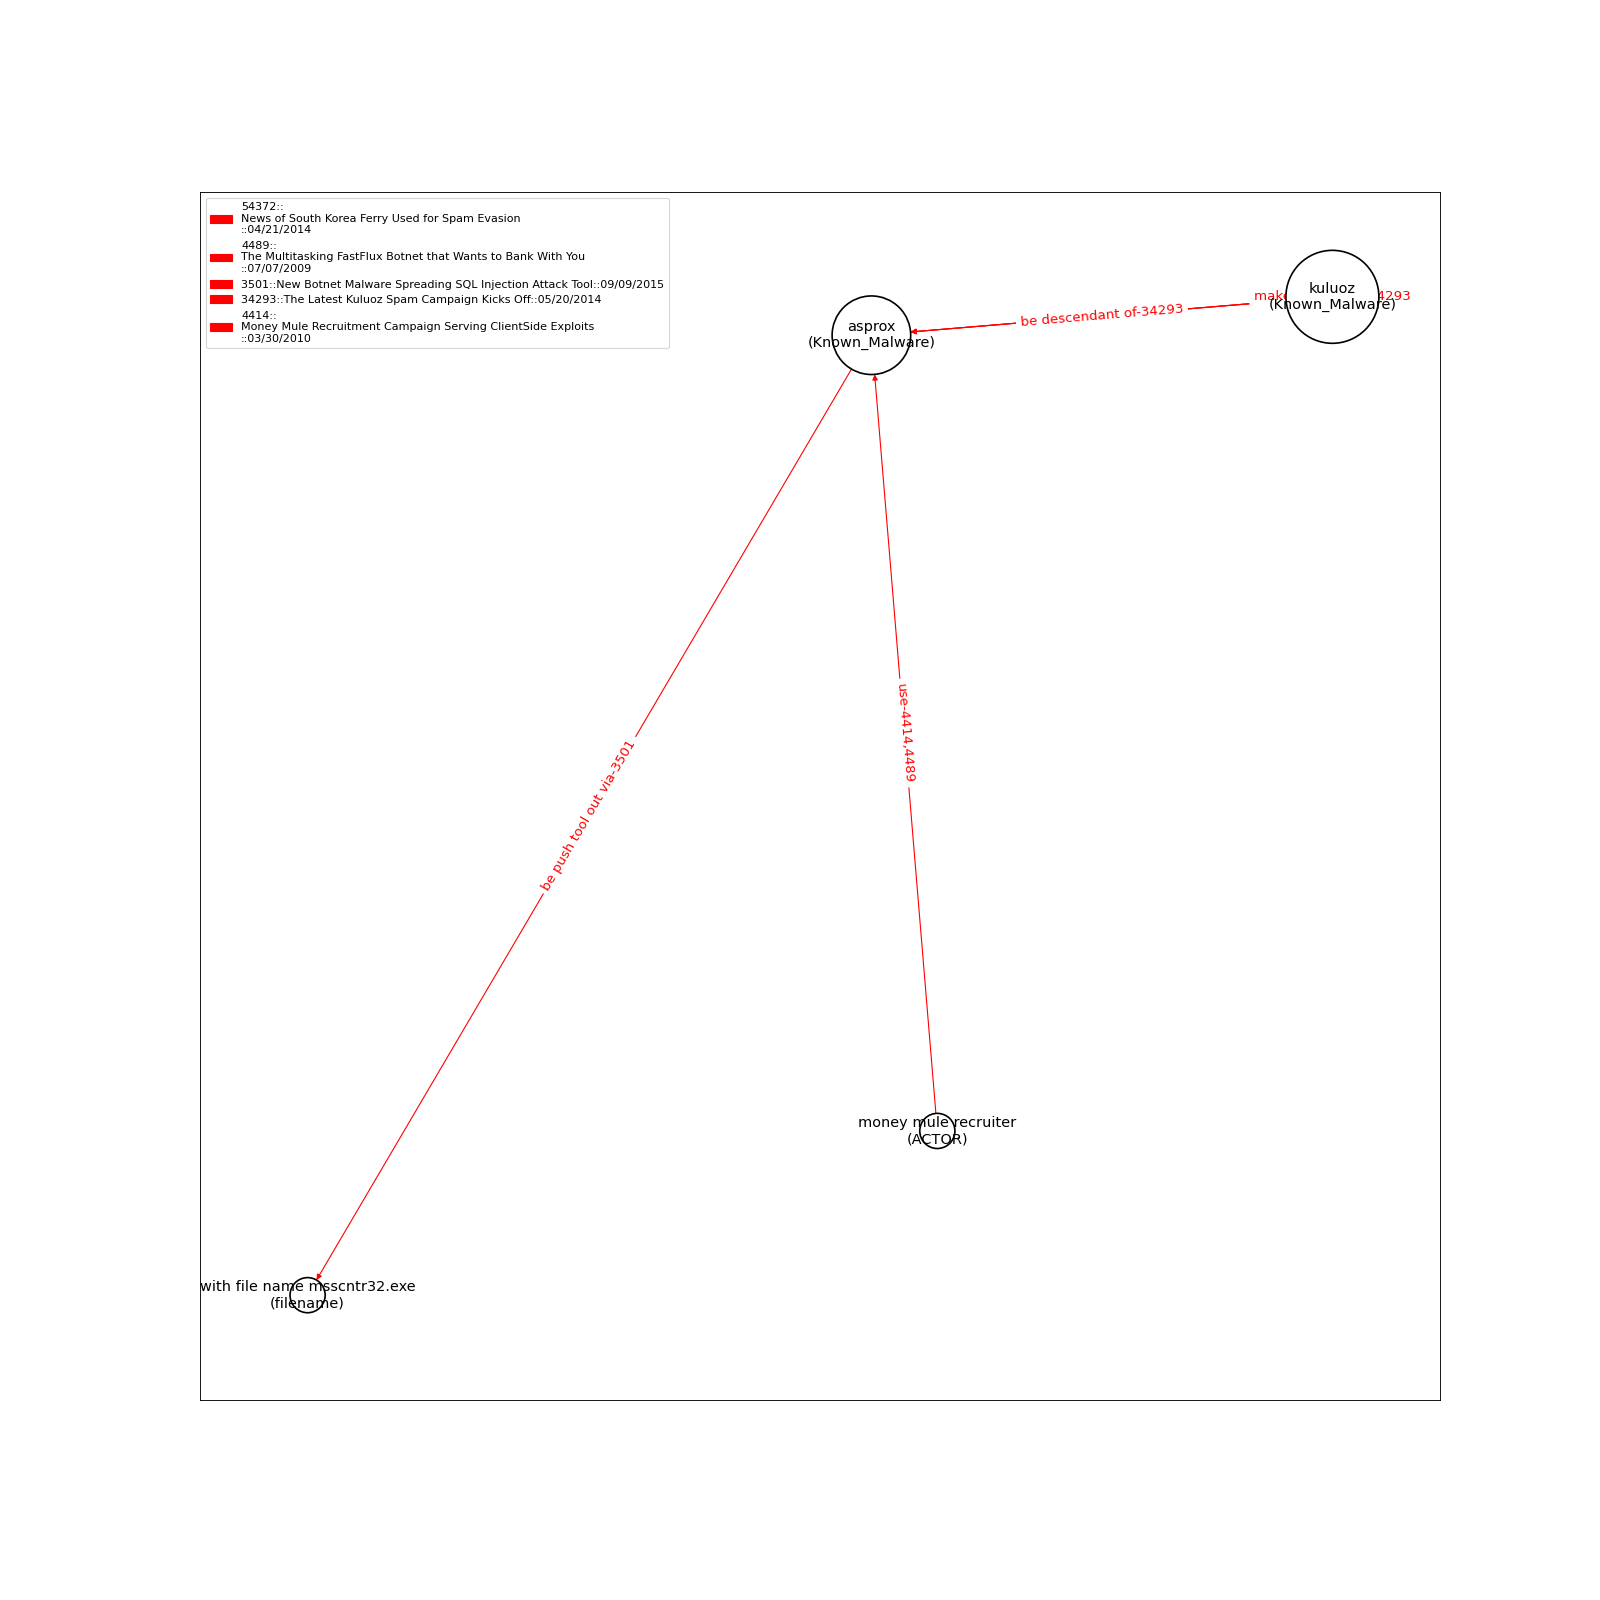 54372::
News of South Korea Ferry Used for Spam Evasion
::04/21/2014
4489::
The Multitasking FastFlux Botnet that Wants to Bank With You
::07/07/2009
3501::New Botnet Malware Spreading SQL Injection Attack Tool::09/09/2015
34293::The Latest Kuluoz Spam Campaign Kicks Off::05/20/2014
4414::
Money Mule Recruitment Campaign Serving ClientSide Exploits
::03/30/2010
kuluoz
(Known_Malware)
be descendant of-34293
asprox
(Known_Malware)
use-4414,4489
be push tool out via-3501
money mule recruiter
(ACTOR)
with file name msscntr32.exe
(filename)